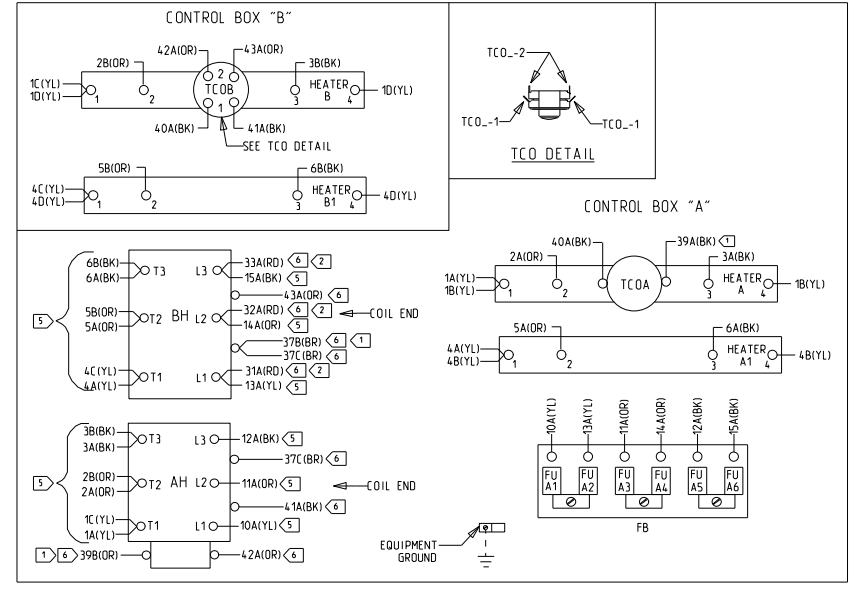 CONTROL BOX "B"
42A(OR)
43A(OR)
2B(OR)
3B(BK)
1C(YL)
1D(YL)
1
2
2
TCOB
1
3
HEATER
B
4
1D(YL)
40A(BK)
41A(BK)
SEE TCO DETAIL
5B(OR)
6B(BK)
4C(YL)
4D(YL)
1
2
3
HEATER
B1
4
4D(YL)
TCO_-2
TCO_-1
TCO_-1
TCO DETAIL
CONTROL BOX "A"
40A(BK)
39A(BK) 1
2A(OR)
3A(BK)
1A(YL)
1B(YL)
1
2
TCOA
3
HEATER
A
4
1B(YL)
5A(OR)
6A(BK)
4A(YL)
4B(YL)
1
2
3
HEATER
A1
4
4B(YL)
6B(BK)
6A(BK)
T3
L3
33A(RD) 6 2
15A(BK) 5
43A(OR) 6
5
5B(OR)
5A(OR)
T2
BH
L2
32A(RD) 6 2
14A(OR) 5
COIL END
37B(BR) 6 1
37C(BR) 6
4C(YL)
4A(YL)
T1
L1
31A(RD) 6 2
13A(YL) 5
3B(BK)
3A(BK)
T3
L3
12A(BK) 5
37C(BR) 6
5
2B(OR)
2A(OR)
T2
AH
L2
11A(OR) 5
COIL END
41A(BK) 6
1C(YL)
1A(YL)
T1
L1
10A(YL) 5
1 6 39B(OR)
42A(OR) 6
10A(YL)
13A(YL)
11A(OR)
14A(OR)
12A(BK)
15A(BK)
FU
A1
FU
A2
FU
A3
FU
A4
FU
A5
FU
A6
FB
EQUIPMENT
GROUND